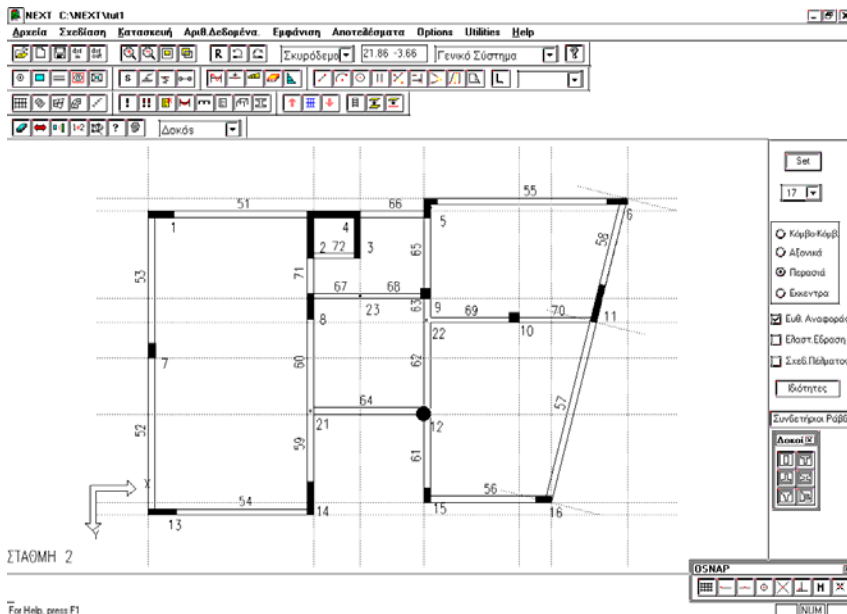 NEXT C:\NEXT\tut1
Αρχεία Σχεδίαση Κατασκευή Αριθ.Δεδομένα. Εμφάνιση Αποτελέσματα Options Utilities Help
R Σκυρόδεμα 21.86 -3.66 Γενικό Σύστημα ?
S L
! !!
1+2 ? Δοκός
Set
17
Κόμβο-Κόμβ.
Αξονικά
Περασιά
Εκκεντρα
Ευθ. Αναφοράς
Ελαστ.Εδραση
Σχεδ.Πέλματος
Ιδιότητες
Συνδετήριοι Ράβδ
Δοκοί
51 66 55
1 4 5 6
2 72 3
53 71 65 58
67 68
23
63 9 69 70
8 22 10 11
7
60 62
64 57
21 12
52 59 61
56
54
13 14 15 16
X
Y
ΣΤΑΘΜΗ 2
OSNAP
M X
For Help, press F1
NUM